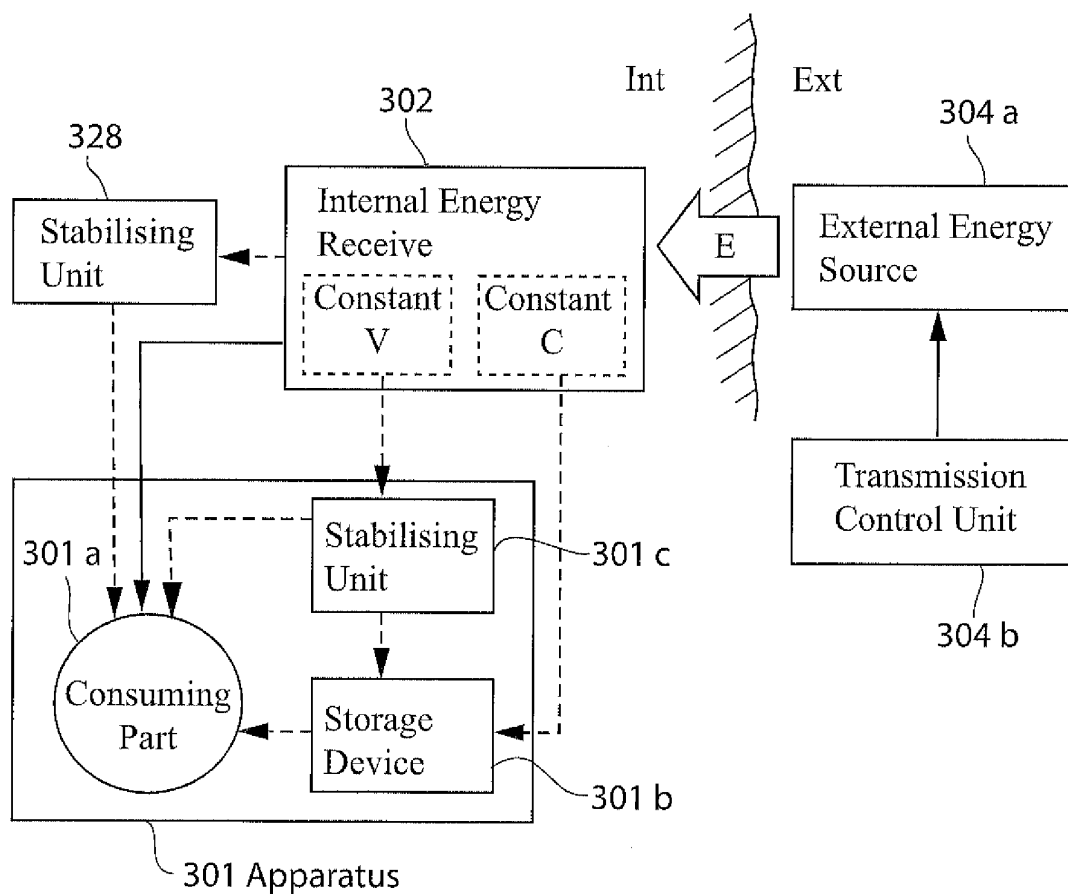 Int
Ext
302
304 a
328
Internal Energy
Receive
Stabilising
Unit
E
External Energy
Source
Constant
V
Constant
C
Transmission
Control Unit
Stabilising
Unit
301 c
301 a
304 b
Consuming
Part
Storage
Device
301 b
301 Apparatus